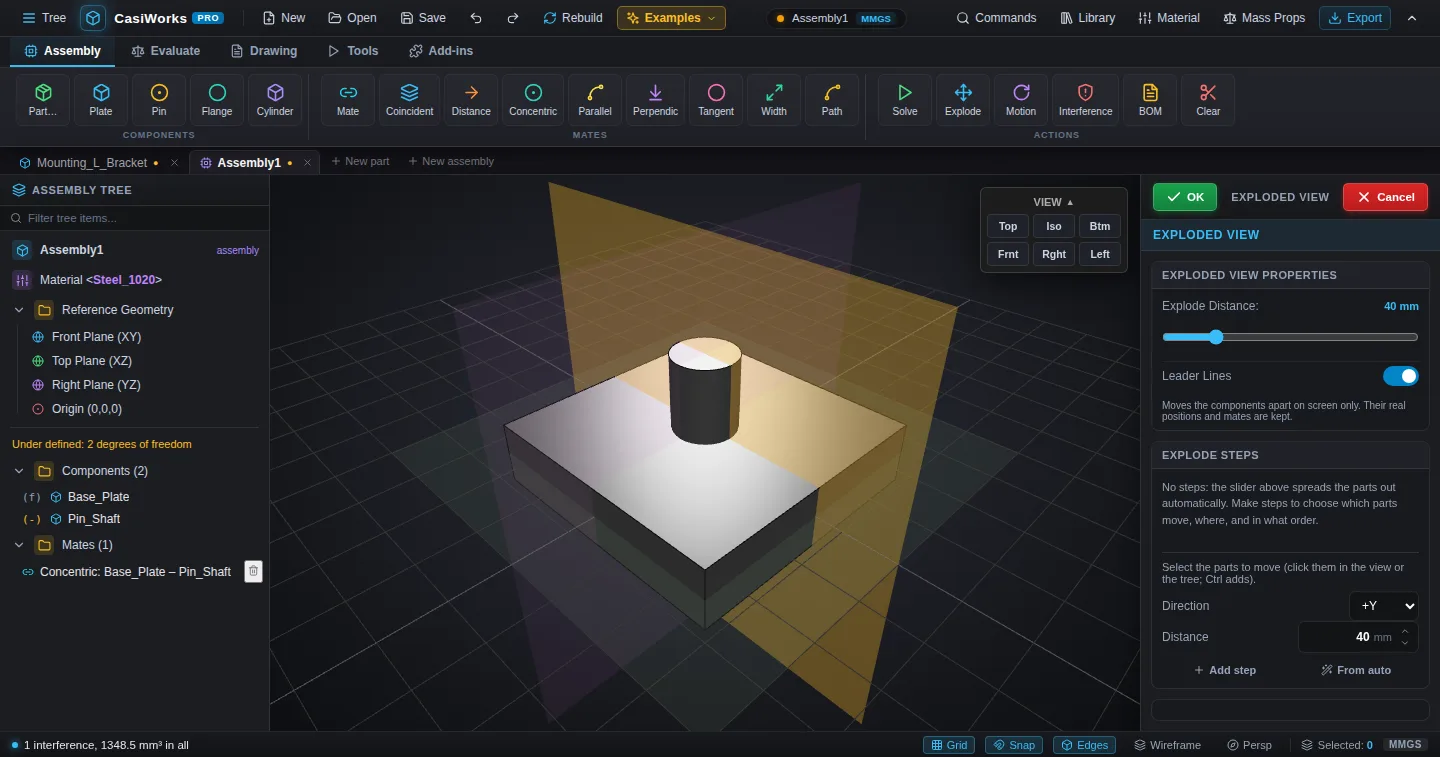 Tree CasiWorks PRO New Open Save Rebuild Examples Assembly1 MMGS Commands Library Material Mass Props Export
Assembly Evaluate Drawing Tools Add-ins
Part… Plate Pin Flange Cylinder Mate Coincident Distance Concentric Parallel Perpendic Tangent Width Path Solve Explode Motion Interference BOM Clear
COMPONENTS MATES ACTIONS
Mounting_L_Bracket Assembly1 New part New assembly
ASSEMBLY TREE
Filter tree items...
Assembly1 assembly
Material <Steel_1020>
Reference Geometry
Front Plane (XY)
Top Plane (XZ)
Right Plane (YZ)
Origin (0,0,0)
Under defined: 2 degrees of freedom
Components (2)
(f) Base_Plate
(-) Pin_Shaft
Mates (1)
Concentric: Base_Plate – Pin_Shaft
VIEW ▲
Top Iso Btm
Frnt Rght Left
OK EXPLODED VIEW Cancel
EXPLODED VIEW
EXPLODED VIEW PROPERTIES
Explode Distance: 40 mm
Leader Lines
Moves the components apart on screen only. Their real
positions and mates are kept.
EXPLODE STEPS
No steps: the slider above spreads the parts out
automatically. Make steps to choose which parts
move, where, and in what order.
Select the parts to move (click them in the view or
the tree; Ctrl adds).
Direction +Y
Distance 40 mm
Add step From auto
1 interference, 1348.5 mm³ in all Grid Snap Edges Wireframe Persp Selected: 0 MMGS